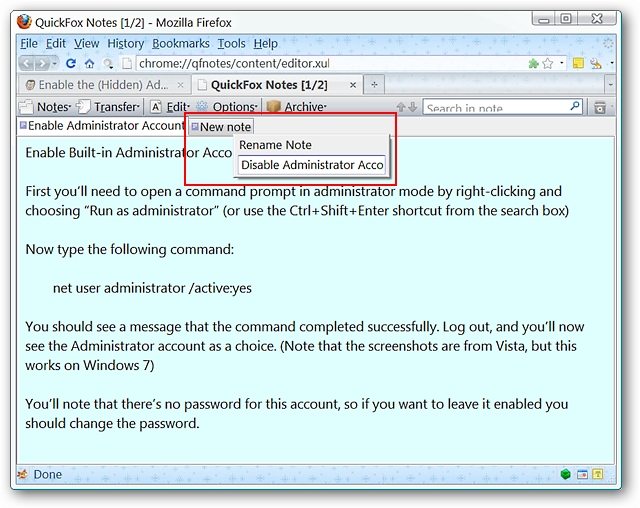 QuickFox Notes [1/2] - Mozilla Firefox
File Edit View History Bookmarks Tools Help
chrome://qfnotes/content/editor.xul
Enable the (Hidden) Ad... QuickFox Notes [1/2]
Notes Transfer Edit Options Archive Search in note
Enable Administrator Account New note
Rename Note
Enable Built-in Administrator Acco
Disable Administrator Acco
First you'll need to open a command prompt in administrator mode by right-clicking and
choosing “Run as administrator” (or use the Ctrl+Shift+Enter shortcut from the search box)
Now type the following command:
net user administrator /active:yes
You should see a message that the command completed successfully. Log out, and you'll now
see the Administrator account as a choice. (Note that the screenshots are from Vista, but this
works on Windows 7)
You'll note that there's no password for this account, so if you want to leave it enabled you
should change the password.
Done